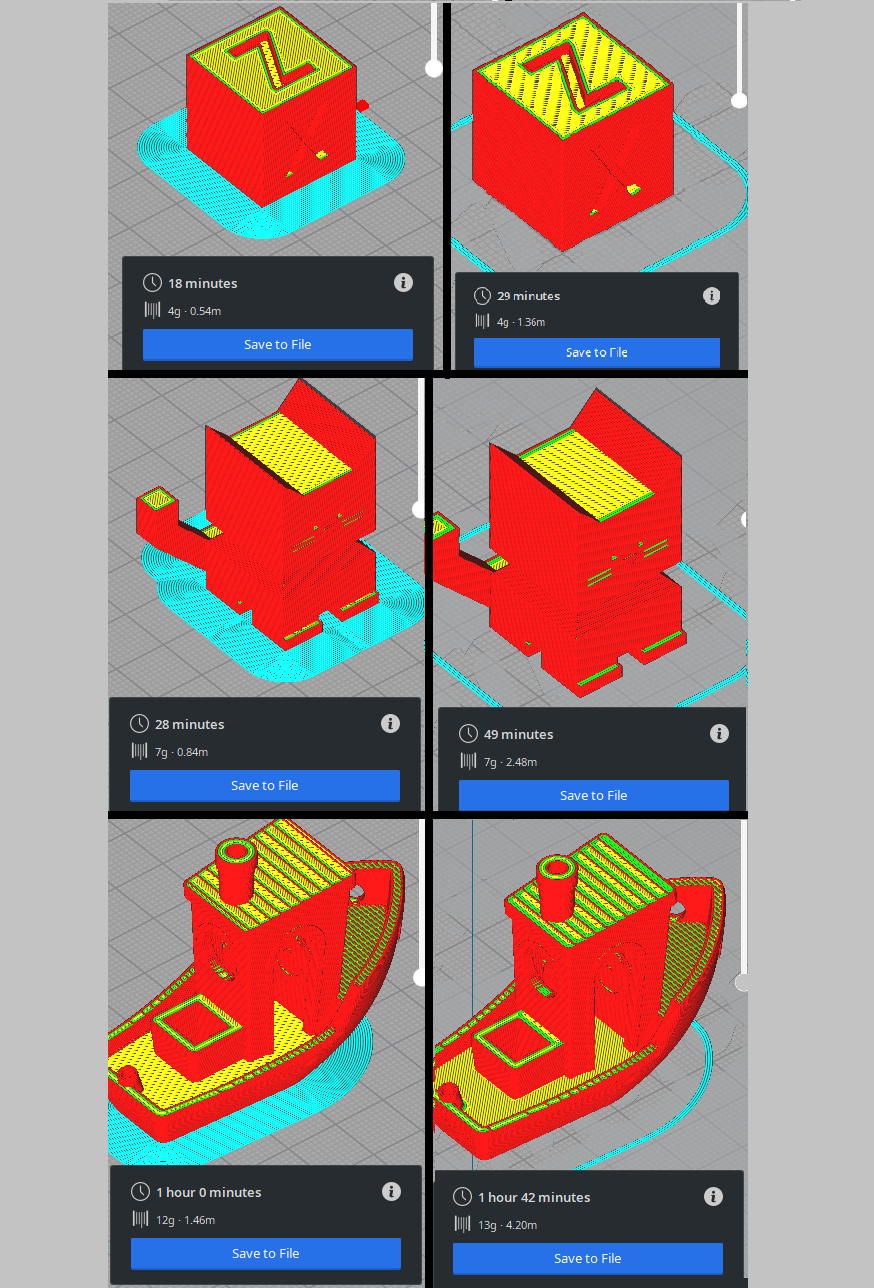 Z
Z
18 minutes
4g · 0.54m
Save to File
29 minutes
4g · 1.36m
Save to File
28 minutes
7g · 0.84m
Save to File
49 minutes
7g · 2.48m
Save to File
1 hour 0 minutes
12g · 1.46m
Save to File
1 hour 42 minutes
13g · 4.20m
Save to File